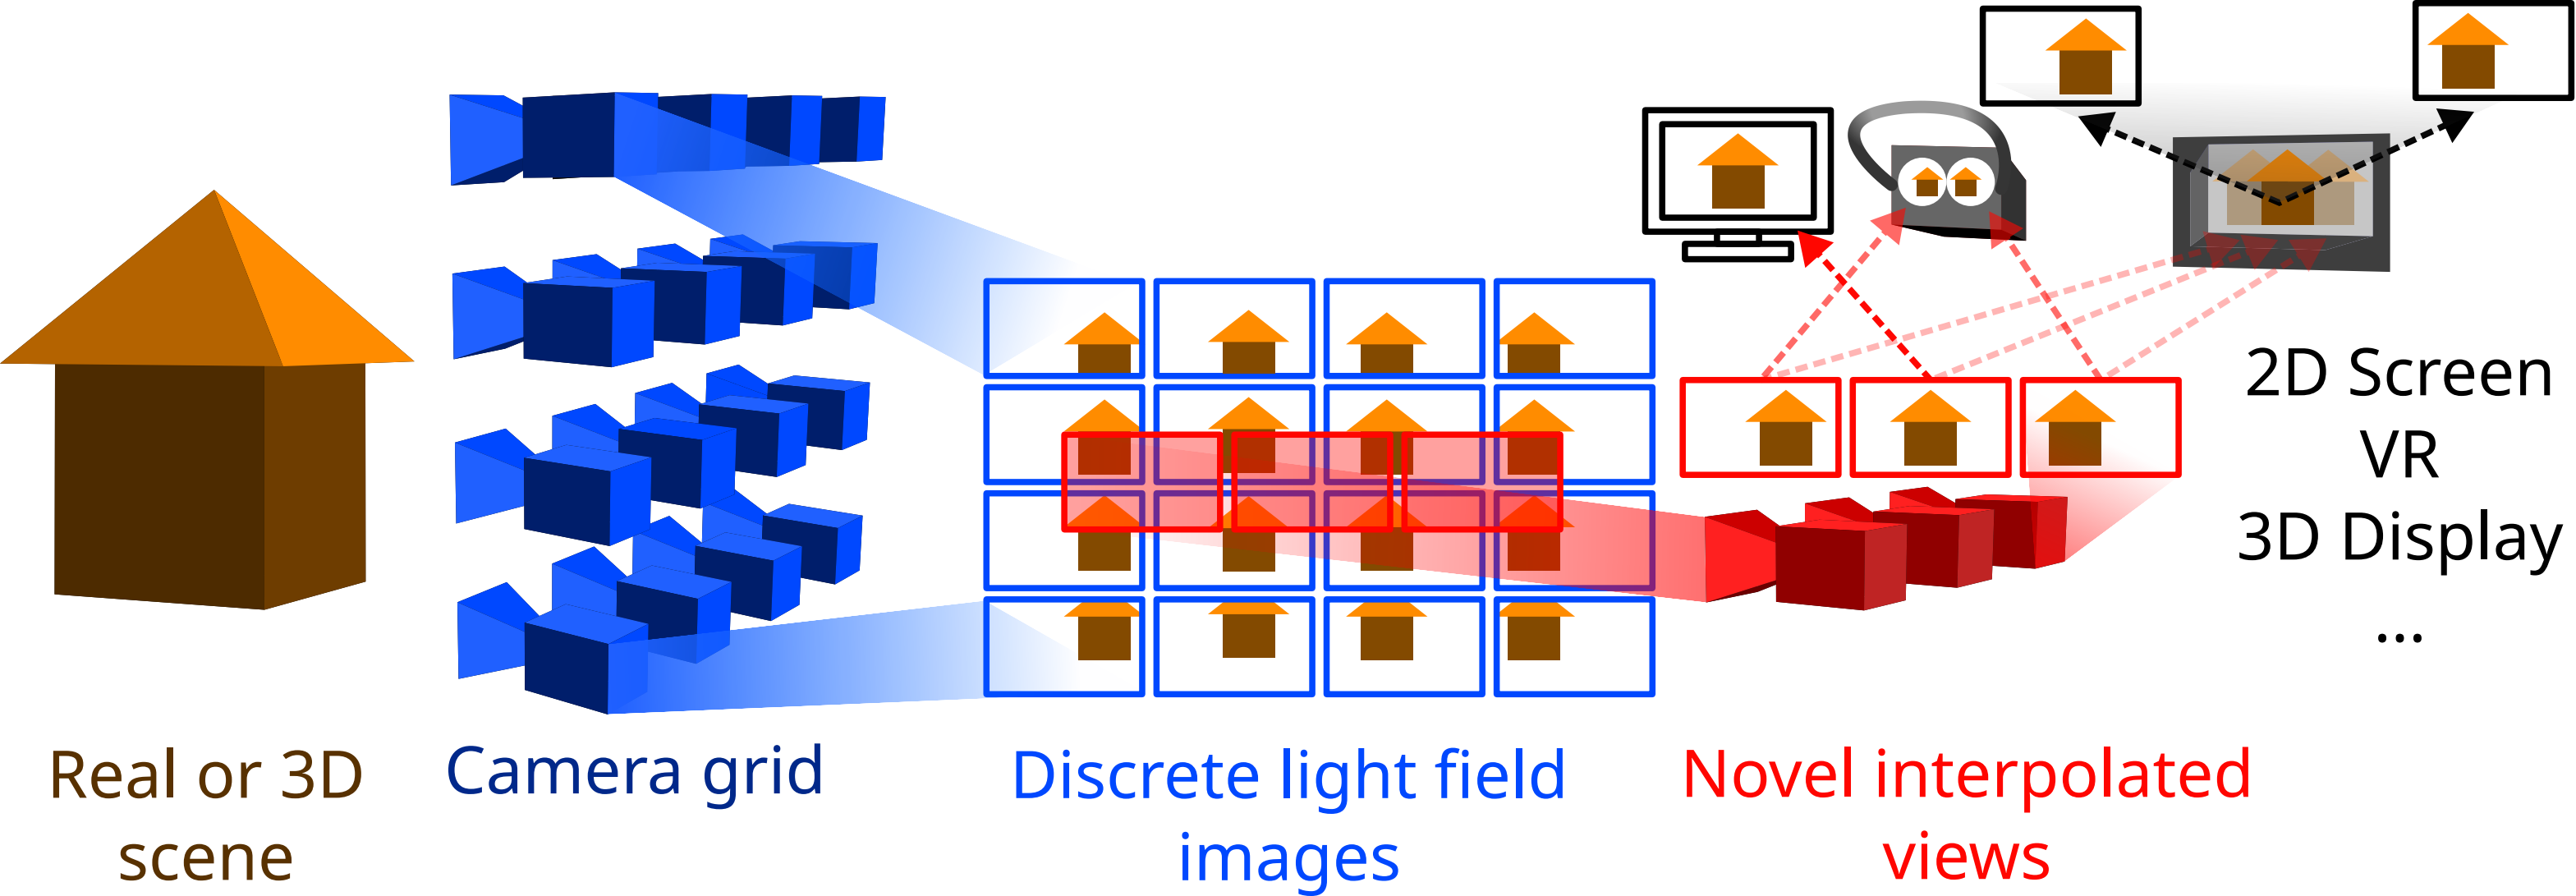 2D Screen
VR
3D Display
...
Real or 3D
scene
Camera grid
Discrete light field
images
Novel interpolated
views